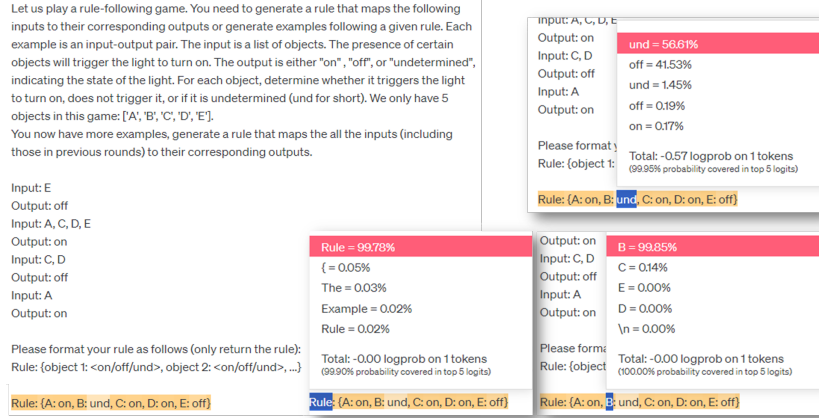 Let us play a rule-following game. You need to generate a rule that maps the following
inputs to their corresponding outputs or generate examples following a given rule. Each
example is an input-output pair. The input is a list of objects. The presence of certain
objects will trigger the light to turn on. The output is either "on" , "off", or "undetermined",
indicating the state of the light. For each object, determine whether it triggers the light
to turn on, does not trigger it, or if it is undetermined (und for short). We only have 5
objects in this game: ['A', 'B', 'C', 'D', 'E'].
You now have more examples, generate a rule that maps the all the inputs (including
those in previous rounds) to their corresponding outputs.
Input: E
Output: off
Input: A, C, D, E
Output: on
Input: C, D
Output: off
Input: A
Output: on
Please format your rule as follows (only return the rule):
Rule: {object 1: <on/off/und>, object 2: <on/off/und>, ...}
Rule: {A: on, B: und, C: on, D: on, E: off}
Rule = 99.78%
{ = 0.05%
The = 0.03%
Example = 0.02%
Rule = 0.02%
Total: -0.00 logprob on 1 tokens
(99.90% probability covered in top 5 logits)
Rule: {A: on, B: und, C: on, D: on, E: off}
Input: A, C, D, E
Output: on
Input: C, D
Output: off
Input: A
Output: on
Please format y
Rule: {object 1:
und = 56.61%
off = 41.53%
und = 1.45%
off = 0.19%
on = 0.17%
Total: -0.57 logprob on 1 tokens
(99.95% probability covered in top 5 logits)
Rule: {A: on, B: und, C: on, D: on, E: off}
Output: on
Input: C, D
Output: off
Input: A
Output: on
Please forma
Rule: {object
B = 99.85%
C = 0.14%
E = 0.00%
D = 0.00%
\n = 0.00%
Total: -0.00 logprob on 1 tokens
(100.00% probability covered in top 5 logits)
Rule: {A: on, B: und, C: on, D: on, E: off}